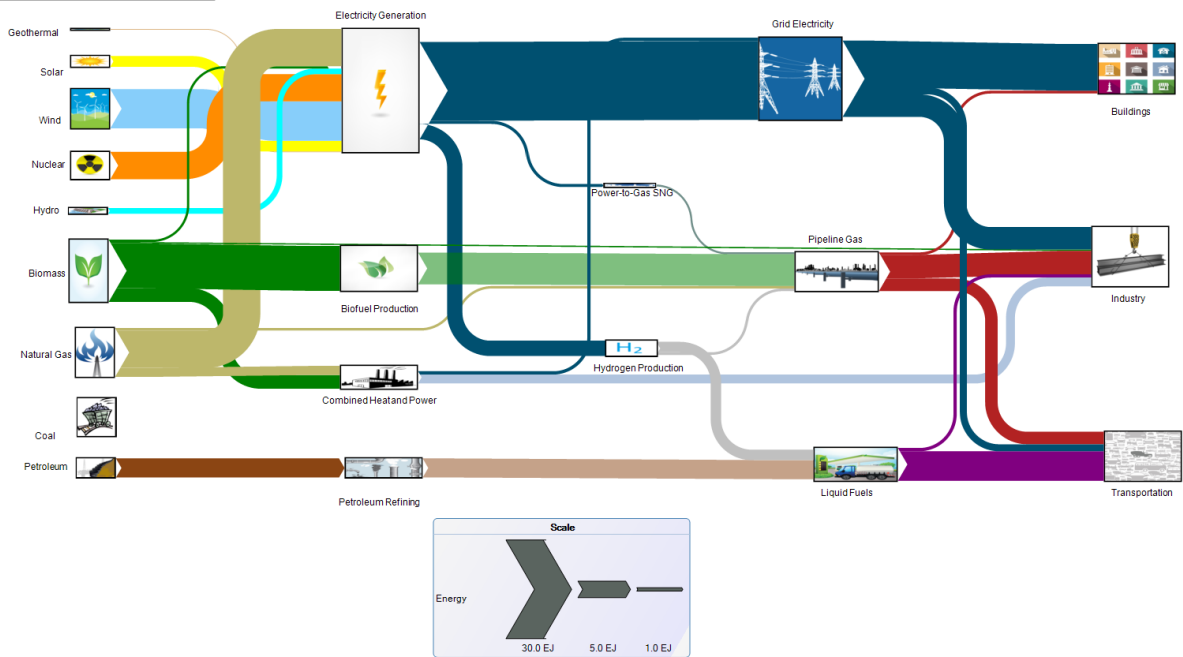 Electricity Generation
Grid Electricity
Geothermal
Solar
Wind
Buildings
Nuclear
Power-to-Gas SNG
Hydro
Pipeline Gas
Biomass
Biofuel Production
Industry
Natural Gas
H2
Hydrogen Production
Combined Heatand Power
Coal
Petroleum
Petroleum Refining
Liquid Fuels
Transportation
Scale
Energy
30.0 EJ
5.0 EJ
1.0 EJ